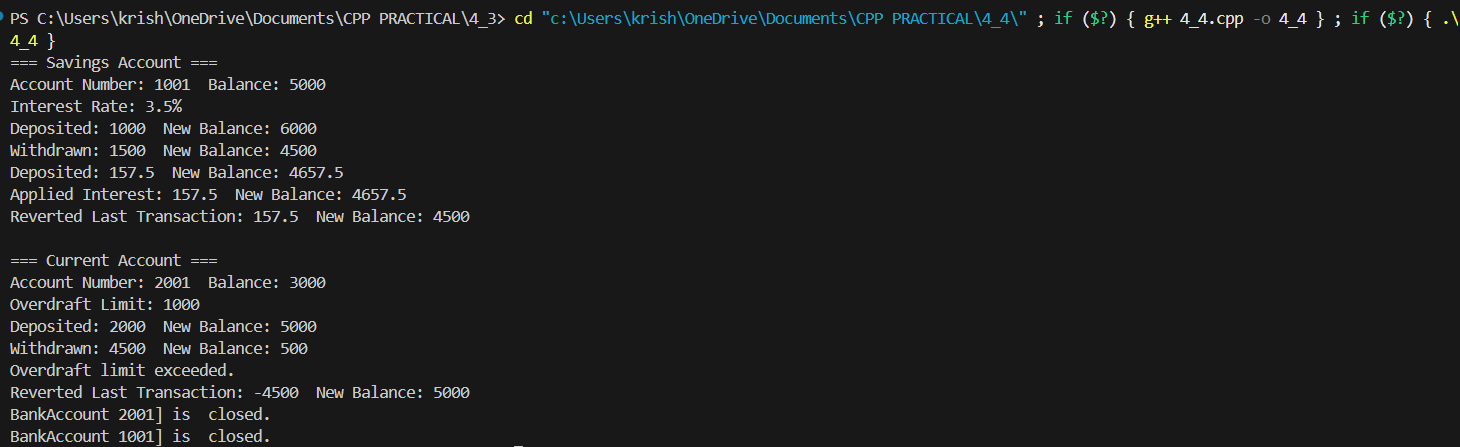 PS C:\Users\krish\OneDrive\Documents\CPP PRACTICAL\4_3> cd "c:\Users\krish\OneDrive\Documents\CPP PRACTICAL\4_4\" ; if ($?) { g++ 4_4.cpp -o 4_4 } ; if ($?) { .\
4_4 }
=== Savings Account ===
Account Number: 1001  Balance: 5000
Interest Rate: 3.5%
Deposited: 1000  New Balance: 6000
Withdrawn: 1500  New Balance: 4500
Deposited: 157.5  New Balance: 4657.5
Applied Interest: 157.5  New Balance: 4657.5
Reverted Last Transaction: 157.5  New Balance: 4500

=== Current Account ===
Account Number: 2001  Balance: 3000
Overdraft Limit: 1000
Deposited: 2000  New Balance: 5000
Withdrawn: 4500  New Balance: 500
Overdraft limit exceeded.
Reverted Last Transaction: -4500  New Balance: 5000
BankAccount 2001] is  closed.
BankAccount 1001] is  closed.